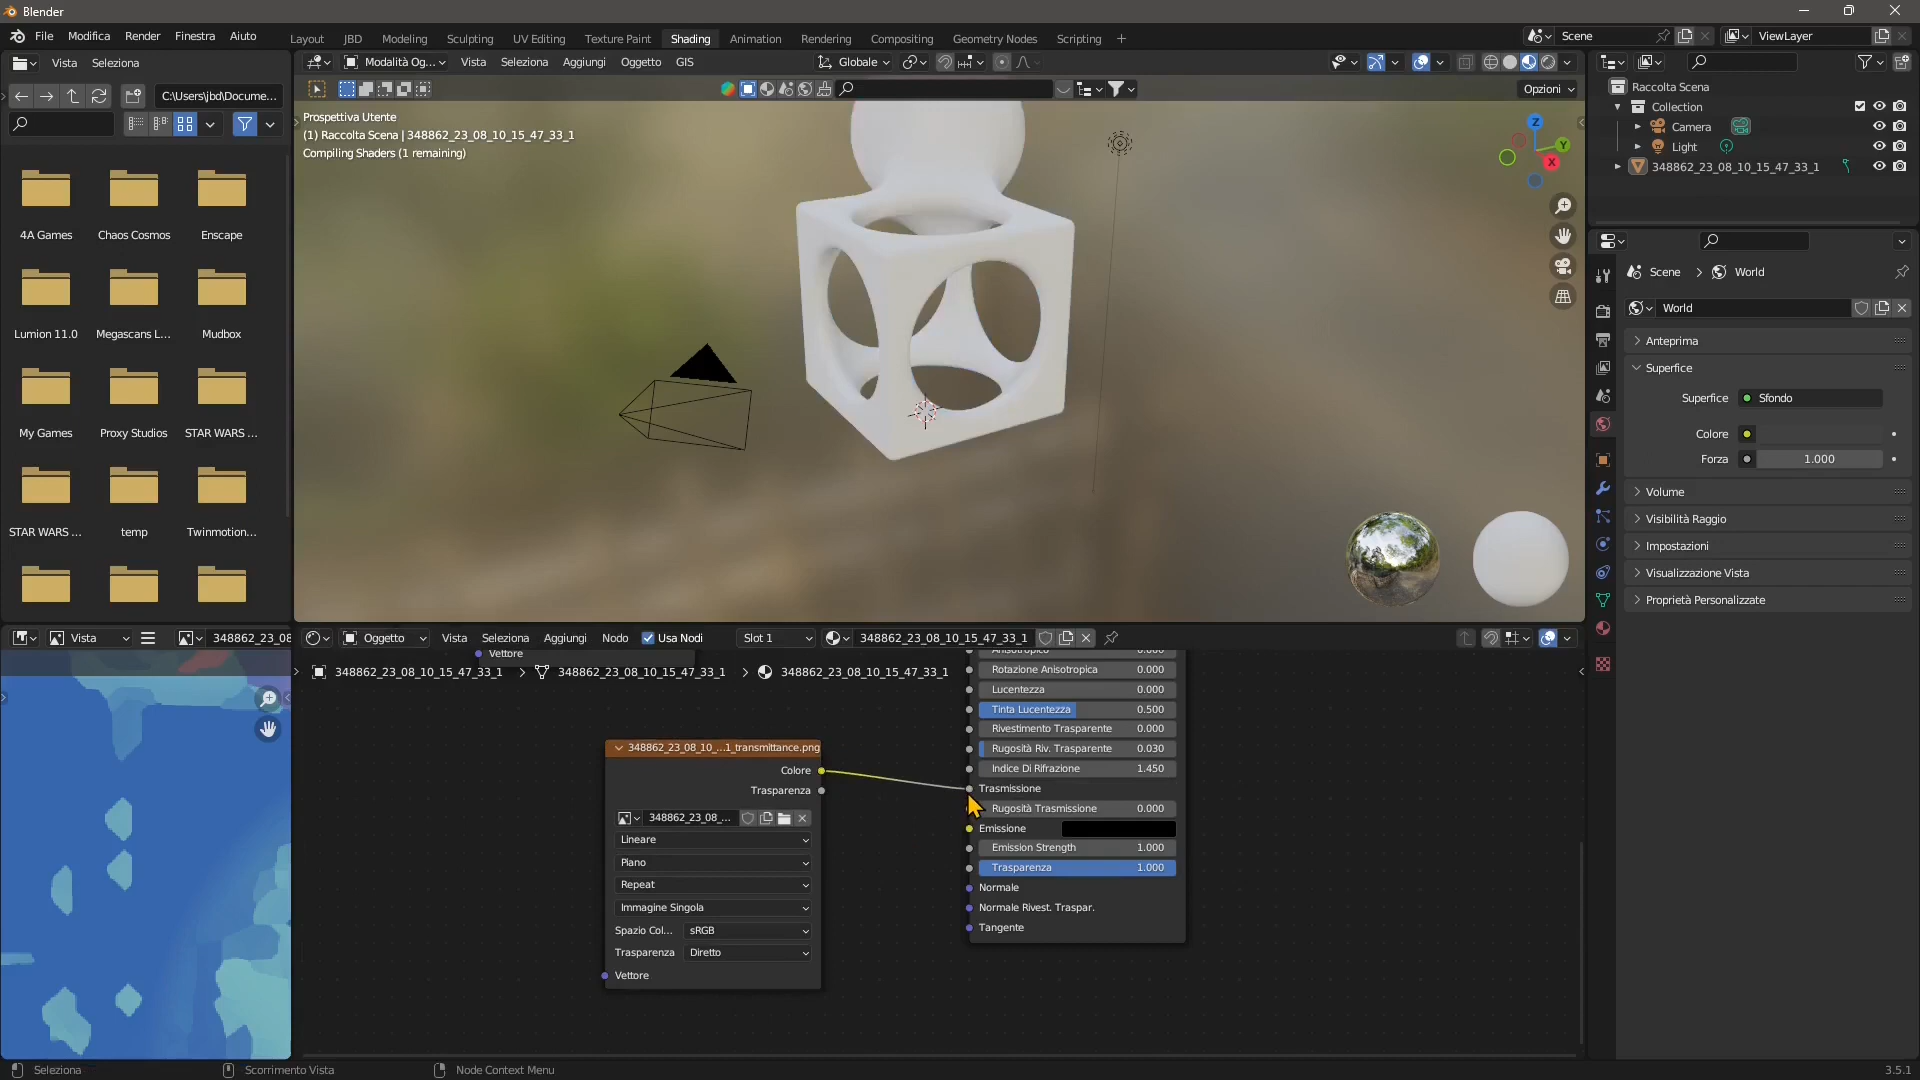 Blender
File Modifica Render Finestra Aiuto
Layout JBD Modeling Sculpting UV Editing Texture Paint Shading Animation Rendering Compositing Geometry Nodes Scripting
Scene ViewLayer
Vista Seleziona
Modalità Og... Vista Seleziona Aggiungi Oggetto GIS
Globale
C:\Users\jbd\Docume...
Opzioni
4A Games Chaos Cosmos Enscape
Lumion 11.0 Megascans L... Mudbox
My Games Proxy Studios STAR WARS ...
STAR WARS ... temp Twinmotion...
Prospettiva Utente
(1) Raccolta Scena | 348862_23_08_10_15_47_33_1
Compiling Shaders (1 remaining)
Z
Y
X
Raccolta Scena
Collection
Camera
Light
348862_23_08_10_15_47_33_1
Scene > World
World
Anteprima
Superfice
Superfice Sfondo
Colore
Forza 1.000
Volume
Visibilità Raggio
Impostazioni
Visualizzazione Vista
Proprietà Personalizzate
Vista 348862_23_08
Oggetto Vista Seleziona Aggiungi Nodo Usa Nodi Slot 1 348862_23_08_10_15_47_33_1
Vettore
348862_23_08_10_15_47_33_1 > 348862_23_08_10_15_47_33_1 > 348862_23_08_10_15_47_33_1
348862_23_08_10_...1_transmittance.png
Colore
Trasparenza
348862_23_08_...
Lineare
Piano
Repeat
Immagine Singola
Spazio Col... sRGB
Trasparenza Diretto
Vettore
Anisotropico 0.000
Rotazione Anisotropica 0.000
Lucentezza 0.000
Tinta Lucentezza 0.500
Rivestimento Trasparente 0.000
Rugosità Riv. Trasparente 0.030
Indice Di Rifrazione 1.450
Trasmissione
Rugosità Trasmissione 0.000
Emissione
Emission Strength 1.000
Trasparenza 1.000
Normale
Normale Rivest. Traspar.
Tangente
Seleziona Scorrimento Vista Node Context Menu 3.5.1